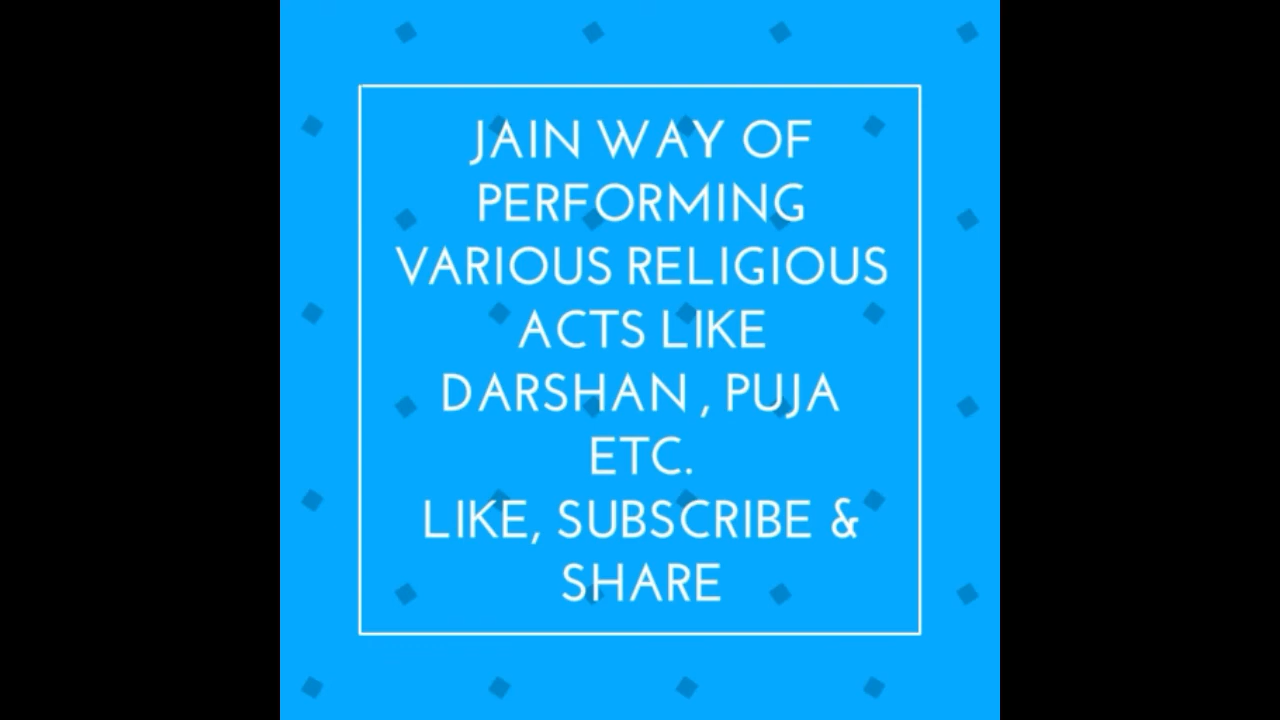 JAIN WAY OF
PERFORMING
VARIOUS RELIGIOUS
ACTS LIKE
DARSHAN , PUJA
ETC.
LIKE, SUBSCRIBE &
SHARE